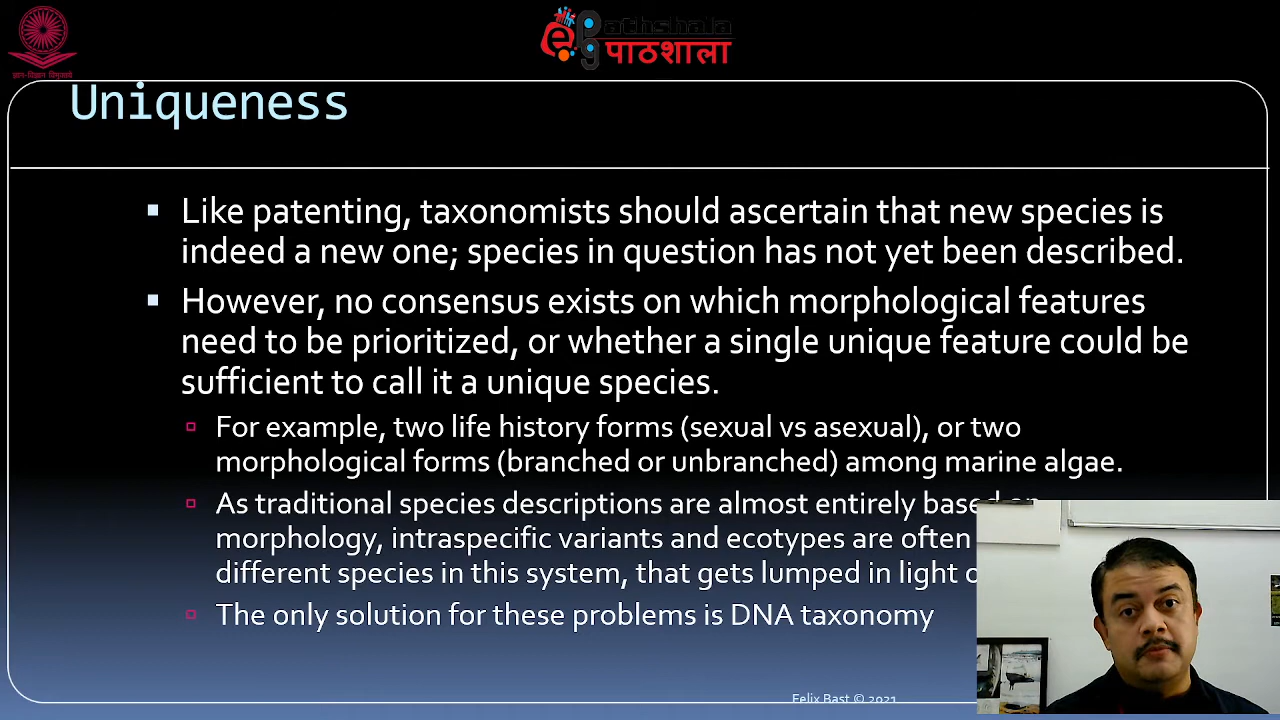 ज्ञान-विज्ञान विमुक्तये
e Pathshala
पाठशाला
Uniqueness
Like patenting, taxonomists should ascertain that new species is
indeed a new one; species in question has not yet been described.
However, no consensus exists on which morphological features
need to be prioritized, or whether a single unique feature could be
sufficient to call it a unique species.
For example, two life history forms (sexual vs asexual), or two
morphological forms (branched or unbranched) among marine algae.
As traditional species descriptions are almost entirely based on
morphology, intraspecific variants and ecotypes are often
different species in this system, that gets lumped in light
The only solution for these problems is DNA taxonomy
Felix Bast © 2021